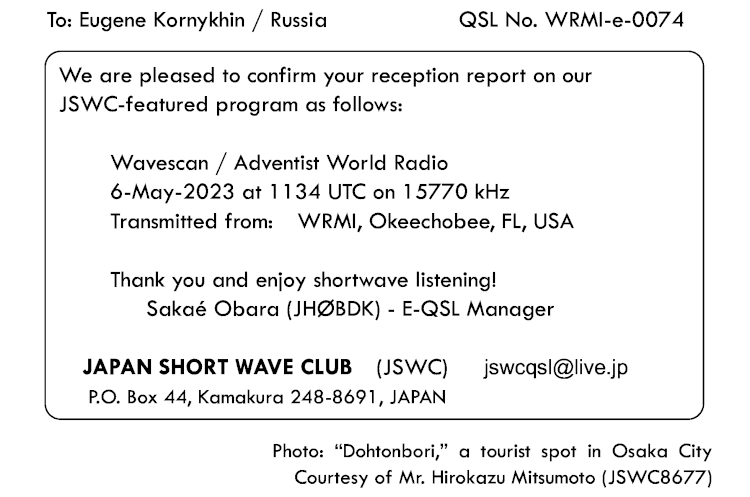 To: Eugene Kornykhin / Russia QSL No. WRMI-e-0074
We are pleased to confirm your reception report on our
JSWC-featured program as follows:
Wavescan / Adventist World Radio
6-May-2023 at 1134 UTC on 15770 kHz
Transmitted from: WRMI, Okeechobee, FL, USA
Thank you and enjoy shortwave listening!
Sakaé Obara (JHØBDK) - E-QSL Manager
JAPAN SHORT WAVE CLUB (JSWC) jswcqsl@live.jp
P.O. Box 44, Kamakura 248-8691, JAPAN
Photo: “Dohtonbori,” a tourist spot in Osaka City
Courtesy of Mr. Hirokazu Mitsumoto (JSWC8677)